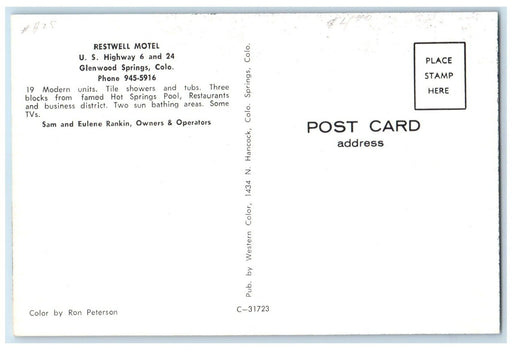 RESTWELL MOTEL
U. S. Highway 6 and 24
Glenwood Springs, Colo.
Phone 945-5916
19 Modern units. Tile showers and tubs. Three
blocks from famed Hot Springs Pool, Restaurants
and business district. Two sun bathing areas. Some
TVs.
Sam and Eulene Rankin, Owners & Operators
Color by Ron Peterson
Pub. by Western Color, 1434 N. Hancock, Colo. Springs, Colo.
C-31723
PLACE
STAMP
HERE
POST CARD
address